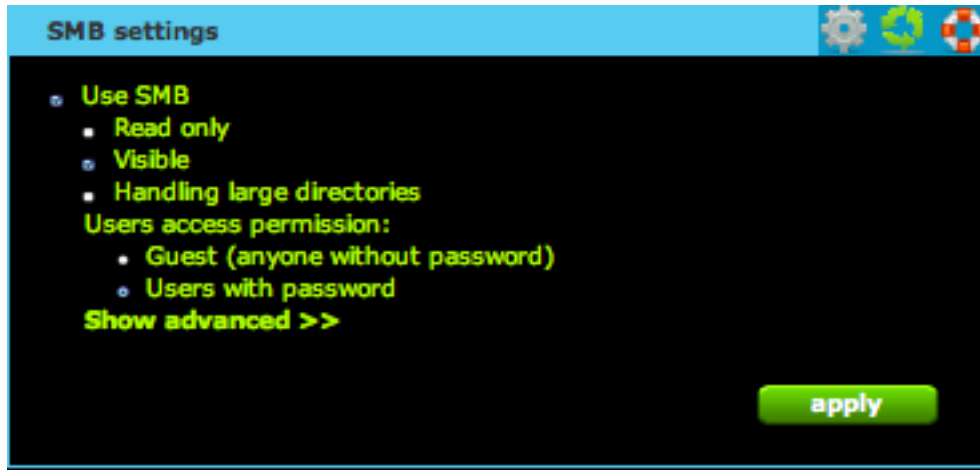 SMB settings
Use SMB
Read only
Visible
Handling large directories
Users access permission:
Guest (anyone without password)
Users with password
Show advanced >>
apply